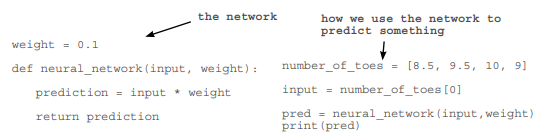 the network
weight = 0.1
def neural_network(input, weight):
prediction = input * weight
return prediction
how we use the network to
predict something
number_of_toes = [8.5, 9.5, 10, 9]
input = number_of_toes[0]
pred = neural_network(input,weight)
print(pred)